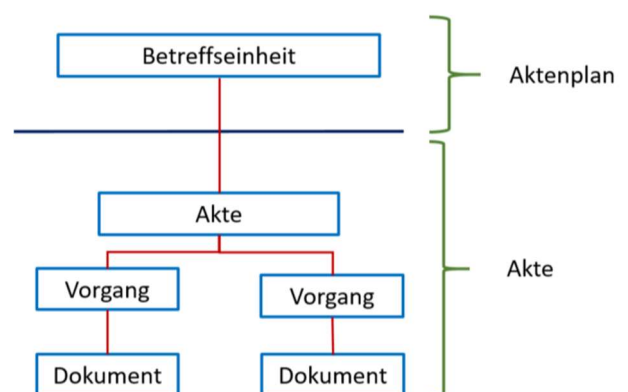 Betreffseinheit
Aktenplan
Akte
Akte
Vorgang
Vorgang
Dokument
Dokument